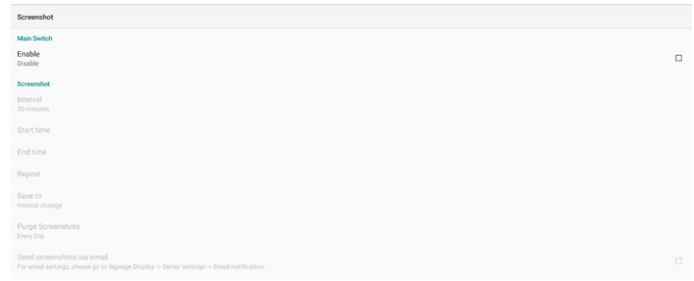 Screenshot
Main Switch
Enable
Disable
Screenshot
Interval
30 minutes
Start time
End time
Repeat
Save to
Internal storage
Purge Screenshots
Every Day
Send screenshots via email
For email settings, please go to Signage Display -> Server settings -> Email notification.